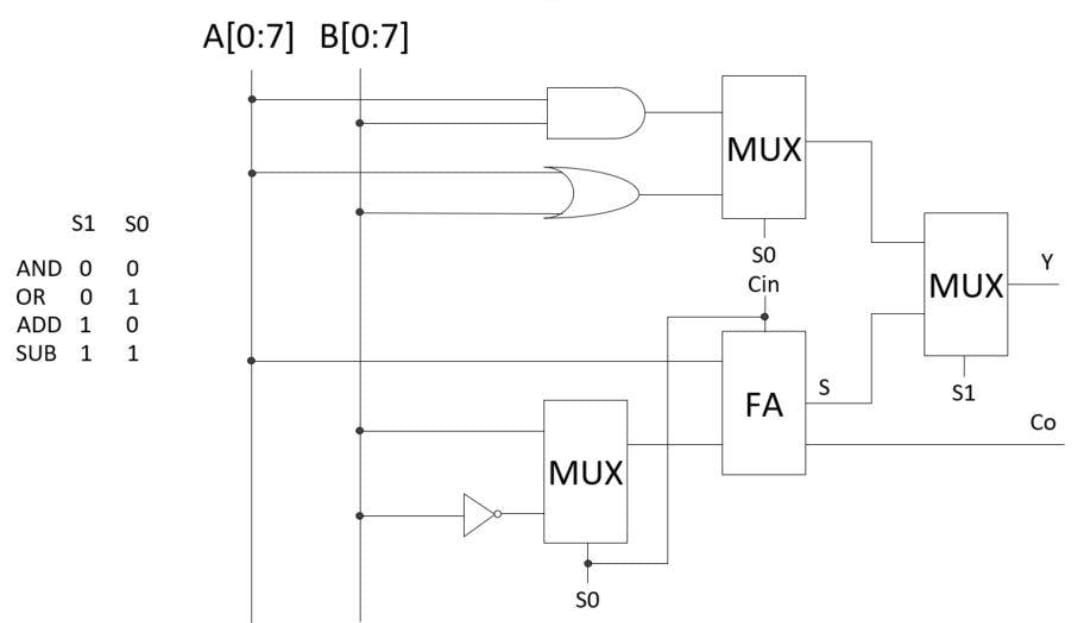 A[0:7] B[0:7]
MUX
S0
Cin
S1 S0
AND 0 0
OR 0 1
ADD 1 0
SUB 1 1
MUX
Y
S1
FA
S
Co
MUX
S0